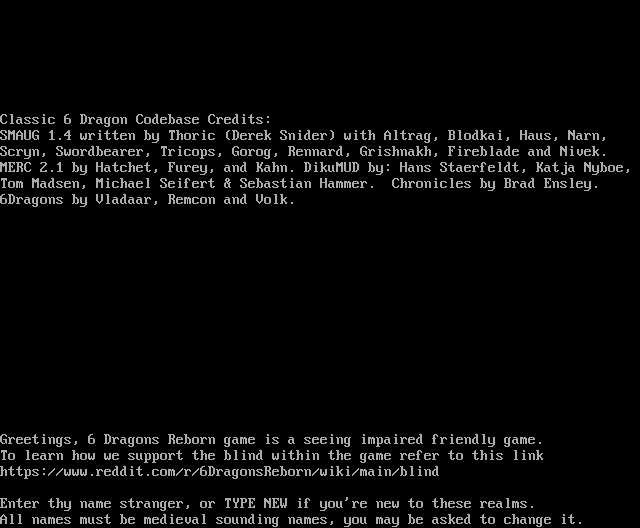 Classic 6 Dragon Codebase Credits:
SMAUG 1.4 written by Thoric (Derek Snider) with Altrag, Blodkai, Haus, Narn,
Scryn, Swordbearer, Tricops, Gorog, Rennard, Grishnakh, Fireblade and Nivek.
MERC 2.1 by Hatchet, Furey, and Kahn. DikuMUD by: Hans Staerfeldt, Katja Nyboe,
Tom Madsen, Michael Seifert & Sebastian Hammer.  Chronicles by Brad Ensley.
6Dragons by Vladaar, Remcon and Volk.
Greetings, 6 Dragons Reborn game is a seeing impaired friendly game.
To learn how we support the blind within the game refer to this link
https://www.reddit.com/r/6DragonsReborn/wiki/main/blind
Enter thy name stranger, or TYPE NEW if you're new to these realms.
All names must be medieval sounding names, you may be asked to change it.